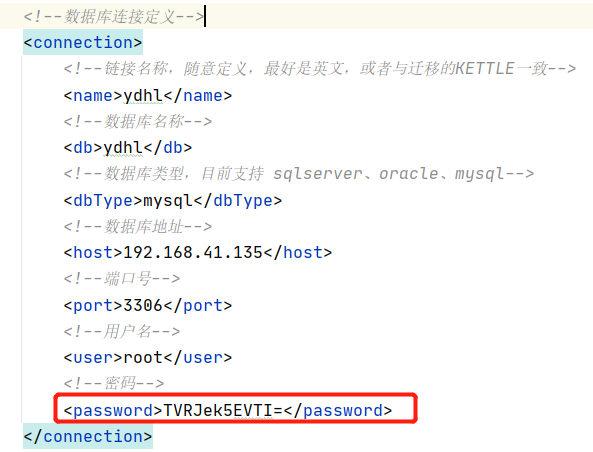 <!--数据库连接定义-->
<connection>
<!--链接名称，随意定义，最好是英文，或者与迁移的KETTLE一致-->
<name>ydhl</name>
<!--数据库名称-->
<db>ydhl</db>
<!--数据库类型，目前支持 sqlserver、oracle、mysql-->
<dbType>mysql</dbType>
<!--数据库地址-->
<host>192.168.41.135</host>
<!--端口号-->
<port>3306</port>
<!--用户名-->
<user>root</user>
<!--密码-->
<password>TVRJek5EVTI=</password>
</connection>